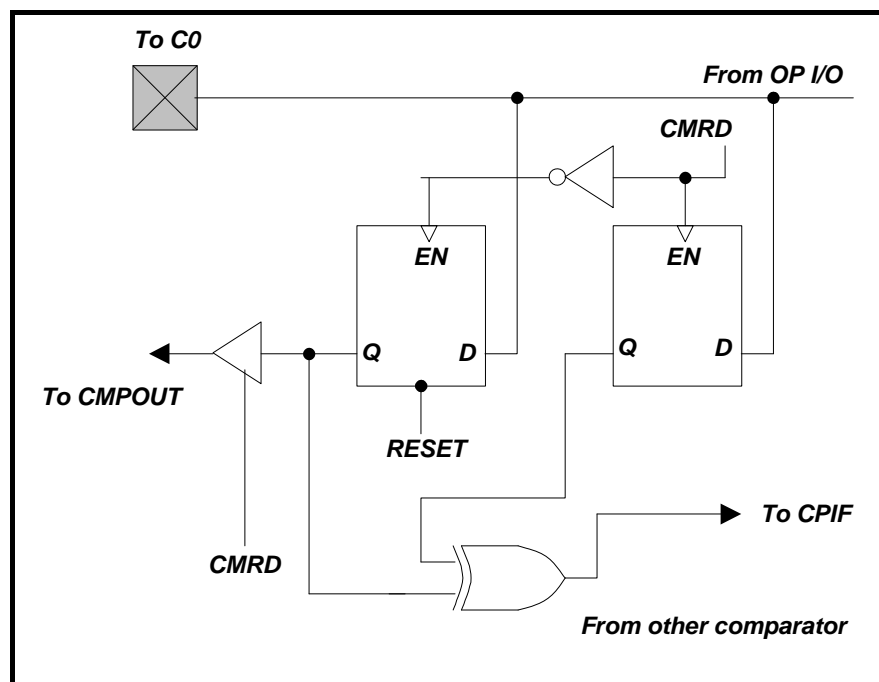 To C0
From OP I/O
CMRD
EN
EN
Q
D
Q
D
To CMPOUT
RESET
To CPIF
CMRD
From other comparator